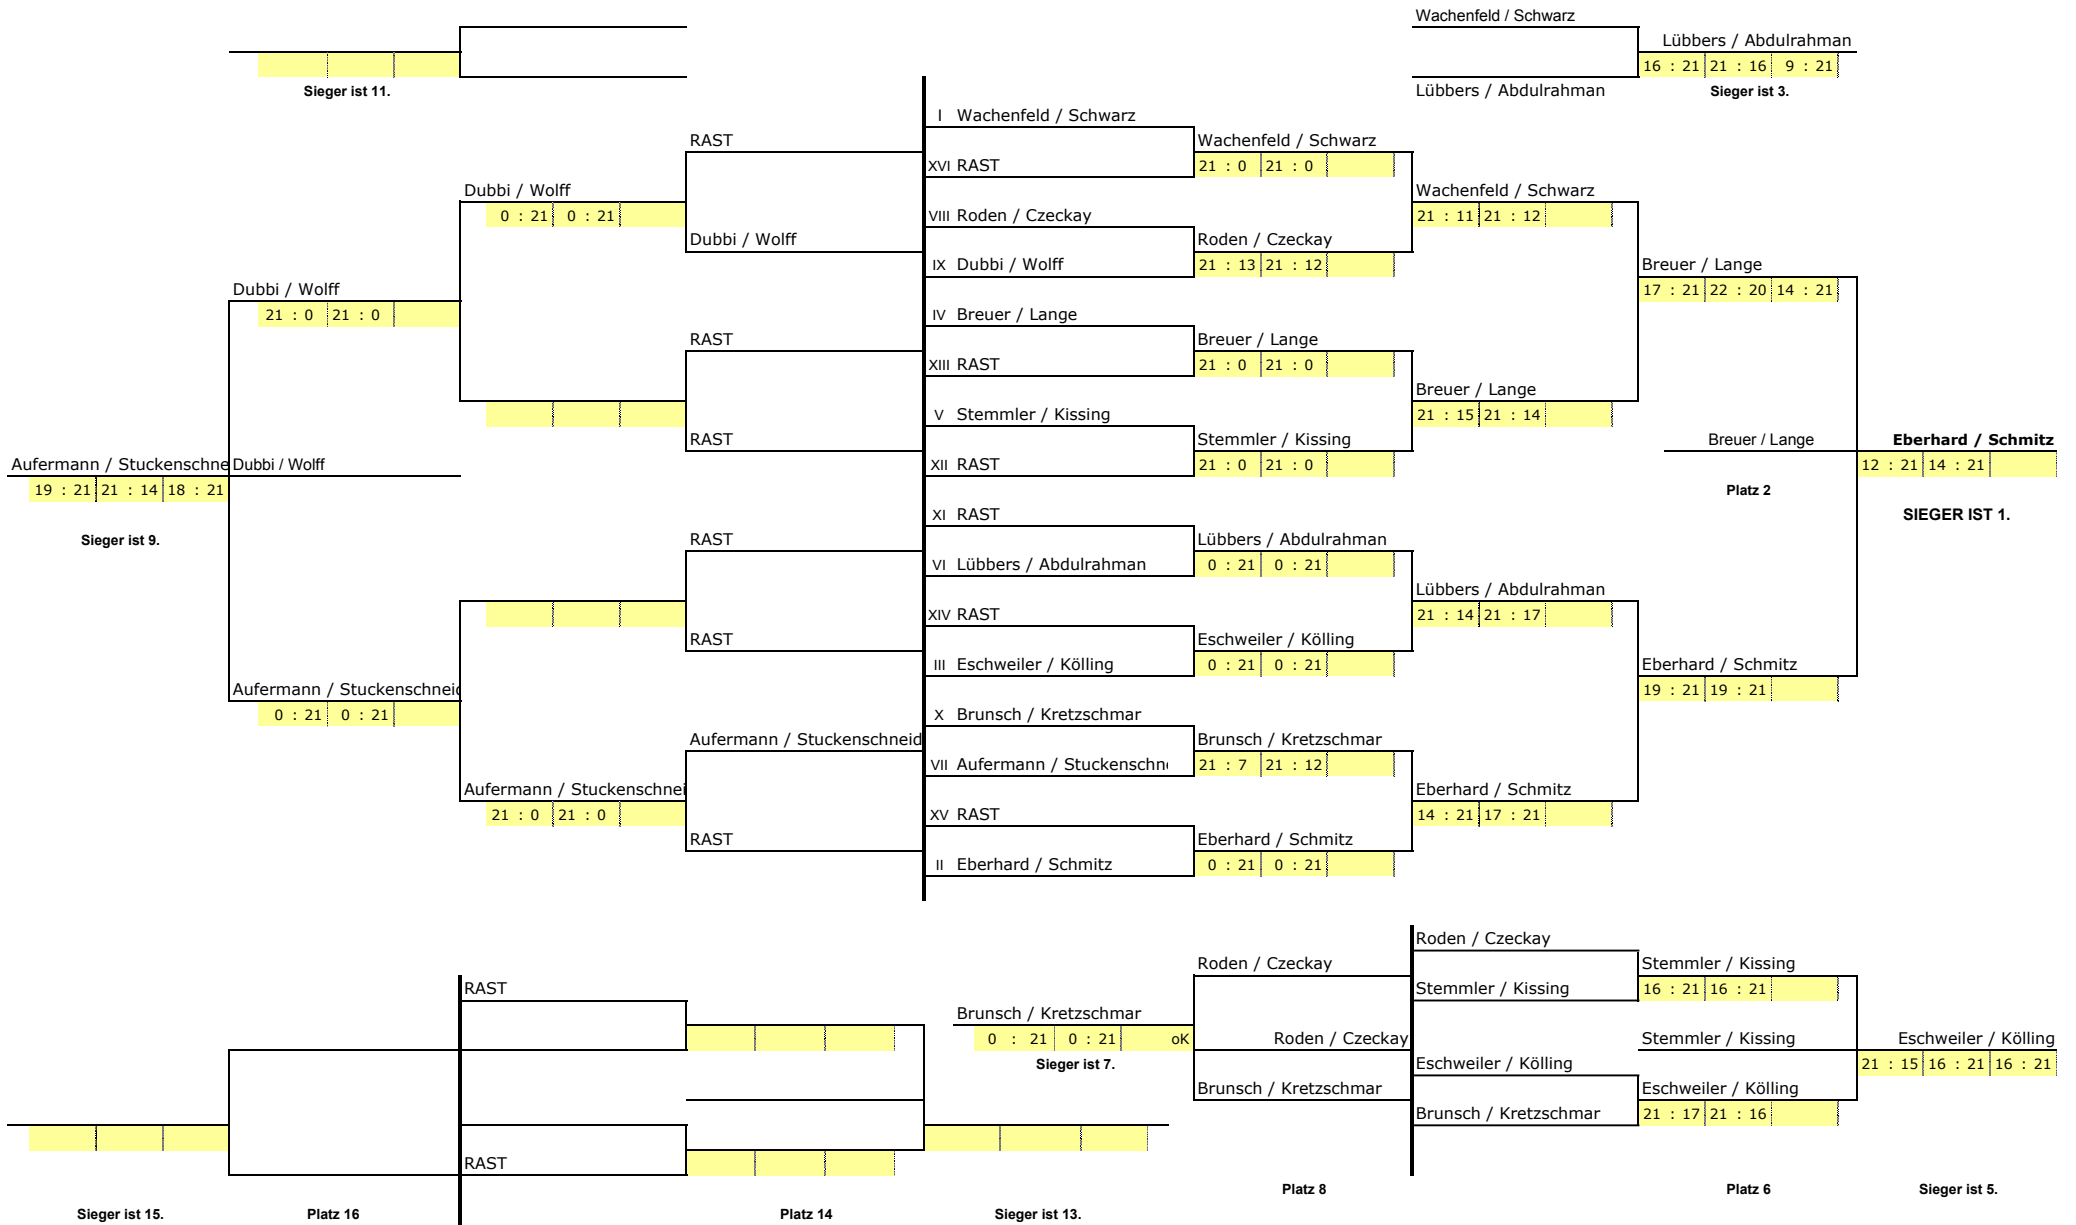 Wachenfeld / Schwarz
Lübbers / Abdulrahman
16 : 21 21 : 16 9 : 21
Sieger ist 11.
Lübbers / Abdulrahman
Sieger ist 3.
I Wachenfeld / Schwarz
RAST
Wachenfeld / Schwarz
XVI RAST
21 : 0 21 : 0
Dubbi / Wolff
Wachenfeld / Schwarz
0 : 21 0 : 21
VIII Roden / Czeckay
21 : 11 21 : 12
Dubbi / Wolff
Roden / Czeckay
IX Dubbi / Wolff
21 : 13 21 : 12
Breuer / Lange
Dubbi / Wolff
17 : 21 22 : 20 14 : 21
21 : 0 21 : 0
IV Breuer / Lange
RAST
Breuer / Lange
XIII RAST
21 : 0 21 : 0
Breuer / Lange
V Stemmler / Kissing
21 : 15 21 : 14
RAST
Stemmler / Kissing
Breuer / Lange
Eberhard / Schmitz
Aufermann / Stuckenschne
Dubbi / Wolff
XII RAST
21 : 0 21 : 0
12 : 21 14 : 21
19 : 21 21 : 14 18 : 21
Platz 2
XI RAST
SIEGER IST 1.
Sieger ist 9.
RAST
Lübbers / Abdulrahman
VI Lübbers / Abdulrahman
0 : 21 0 : 21
Lübbers / Abdulrahman
XIV RAST
21 : 14 21 : 17
RAST
Eschweiler / Kölling
III Eschweiler / Kölling
0 : 21 0 : 21
Eberhard / Schmitz
Aufermann / Stuckenschneid
19 : 21 19 : 21
0 : 21 0 : 21
X Brunsch / Kretzschmar
Aufermann / Stuckenschneid
Brunsch / Kretzschmar
VII Aufermann / Stuckenschn
21 : 7 21 : 12
Aufermann / Stuckenschnei
Eberhard / Schmitz
21 : 0 21 : 0
XV RAST
14 : 21 17 : 21
RAST
Eberhard / Schmitz
II Eberhard / Schmitz
0 : 21 0 : 21
Roden / Czeckay
Roden / Czeckay
Stemmler / Kissing
RAST
Stemmler / Kissing
16 : 21 16 : 21
Brunsch / Kretzschmar
0 : 21 0 : 21 oK
Roden / Czeckay
Stemmler / Kissing
Eschweiler / Kölling
Sieger ist 7.
Eschweiler / Kölling
21 : 15 16 : 21 16 : 21
Brunsch / Kretzschmar
Eschweiler / Kölling
Brunsch / Kretzschmar
21 : 17 21 : 16
RAST
Platz 8
Platz 6
Sieger ist 5.
Sieger ist 15.
Platz 16
Platz 14
Sieger ist 13.